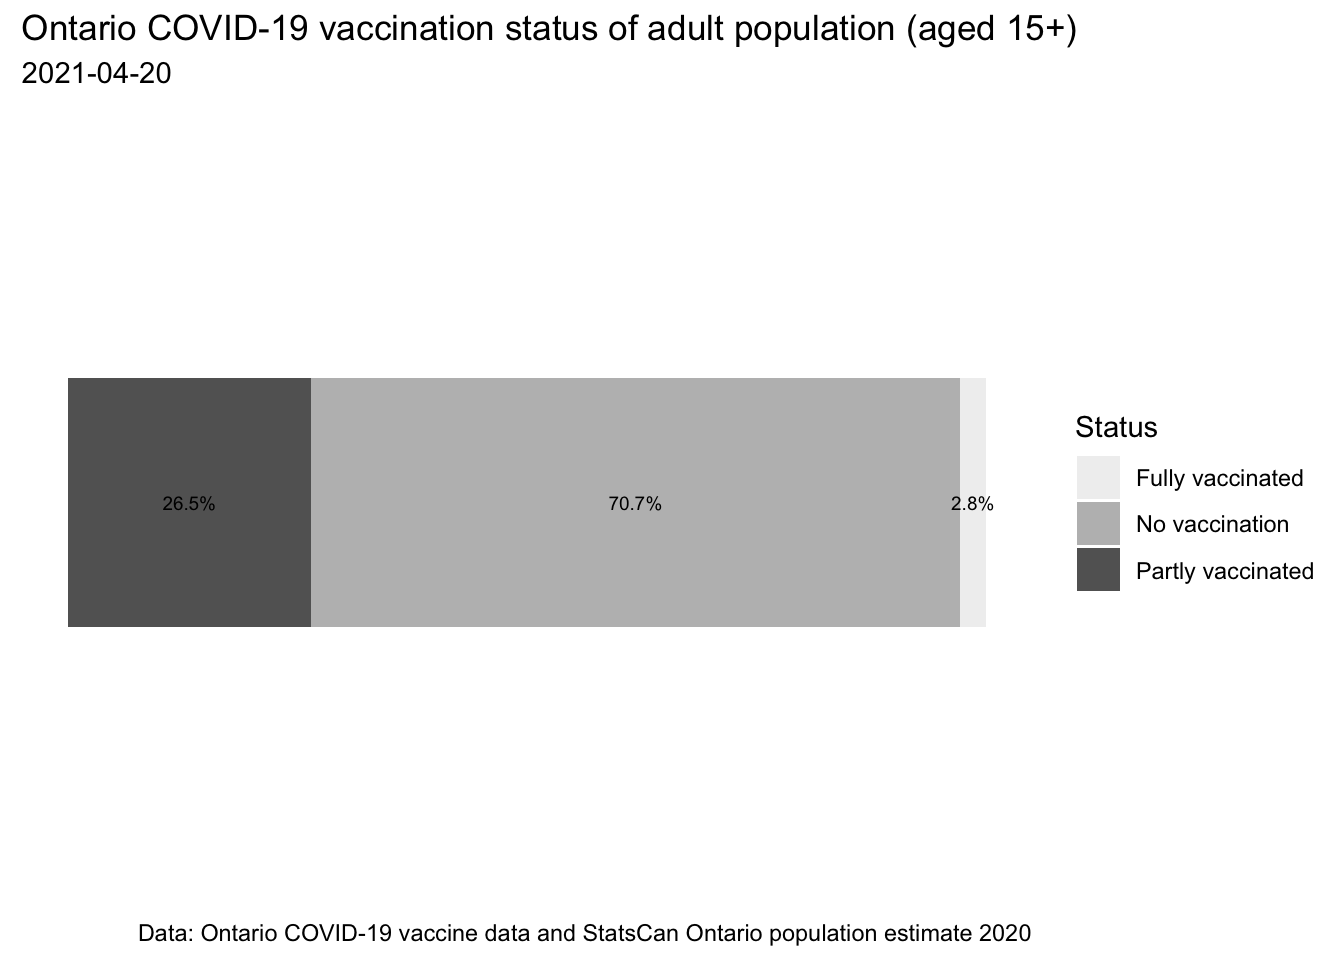 Ontario COVID-19 vaccination status of adult population (aged 15+)
2021-04-20
26.5%
70.7%
2.8%
Status
Fully vaccinated
No vaccination
Partly vaccinated
Data: Ontario COVID-19 vaccine data and StatsCan Ontario population estimate 2020